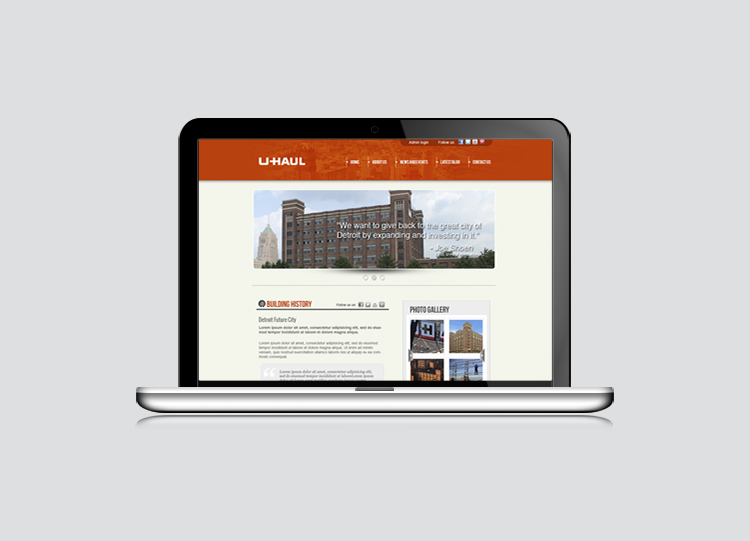 Admin login Follow us
U-HAUL
HOME ABOUT US NEWS AND EVENTS LATEST BLOG CONTACT US
"We want to give back to the great city of
Detroit by expanding and investing in it."
- Joe Shoen
BUILDING HISTORY
Follow us on
PHOTO GALLERY
Detroit Future City
Lorem ipsum dolor sit amet, consectetur adipisicing elit, sed do eiusmod
tempor incididunt ut labore et dolore magna aliqua.
Lorem ipsum dolor sit amet, consectetur adipisicing elit, sed do eiusmod
tempor incididunt ut labore et dolore magna aliqua. Ut enim ad minim
veniam, quis nostrud exercitation ullamco laboris nisi ut aliquip ex ea com-
modo consequat
Lorem ipsum dolor sit amet, consectetur adipisicing elit,
sed do eiusmod tempor incididunt ut labore